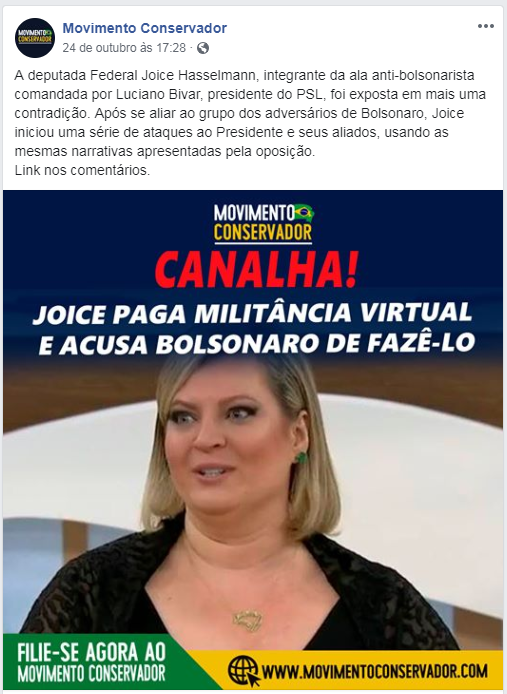 MOVIMENTO
CONSERVADOR
Movimento Conservador
24 de outubro às 17:28 ·
A deputada Federal Joice Hasselmann, integrante da ala anti-bolsonarista
comandada por Luciano Bivar, presidente do PSL, foi exposta em mais uma
contradição. Após se aliar ao grupo dos adversários de Bolsonaro, Joice
iniciou uma série de ataques ao Presidente e seus aliados, usando as
mesmas narrativas apresentadas pela oposição.
Link nos comentários.
MOVIMENTO
CONSERVADOR
CANALHA!
JOICE PAGA MILITÂNCIA VIRTUAL
E ACUSA BOLSONARO DE FAZÊ-LO
FILIE-SE AGORA AO
MOVIMENTO CONSERVADOR
WWW.MOVIMENTOCONSERVADOR.COM